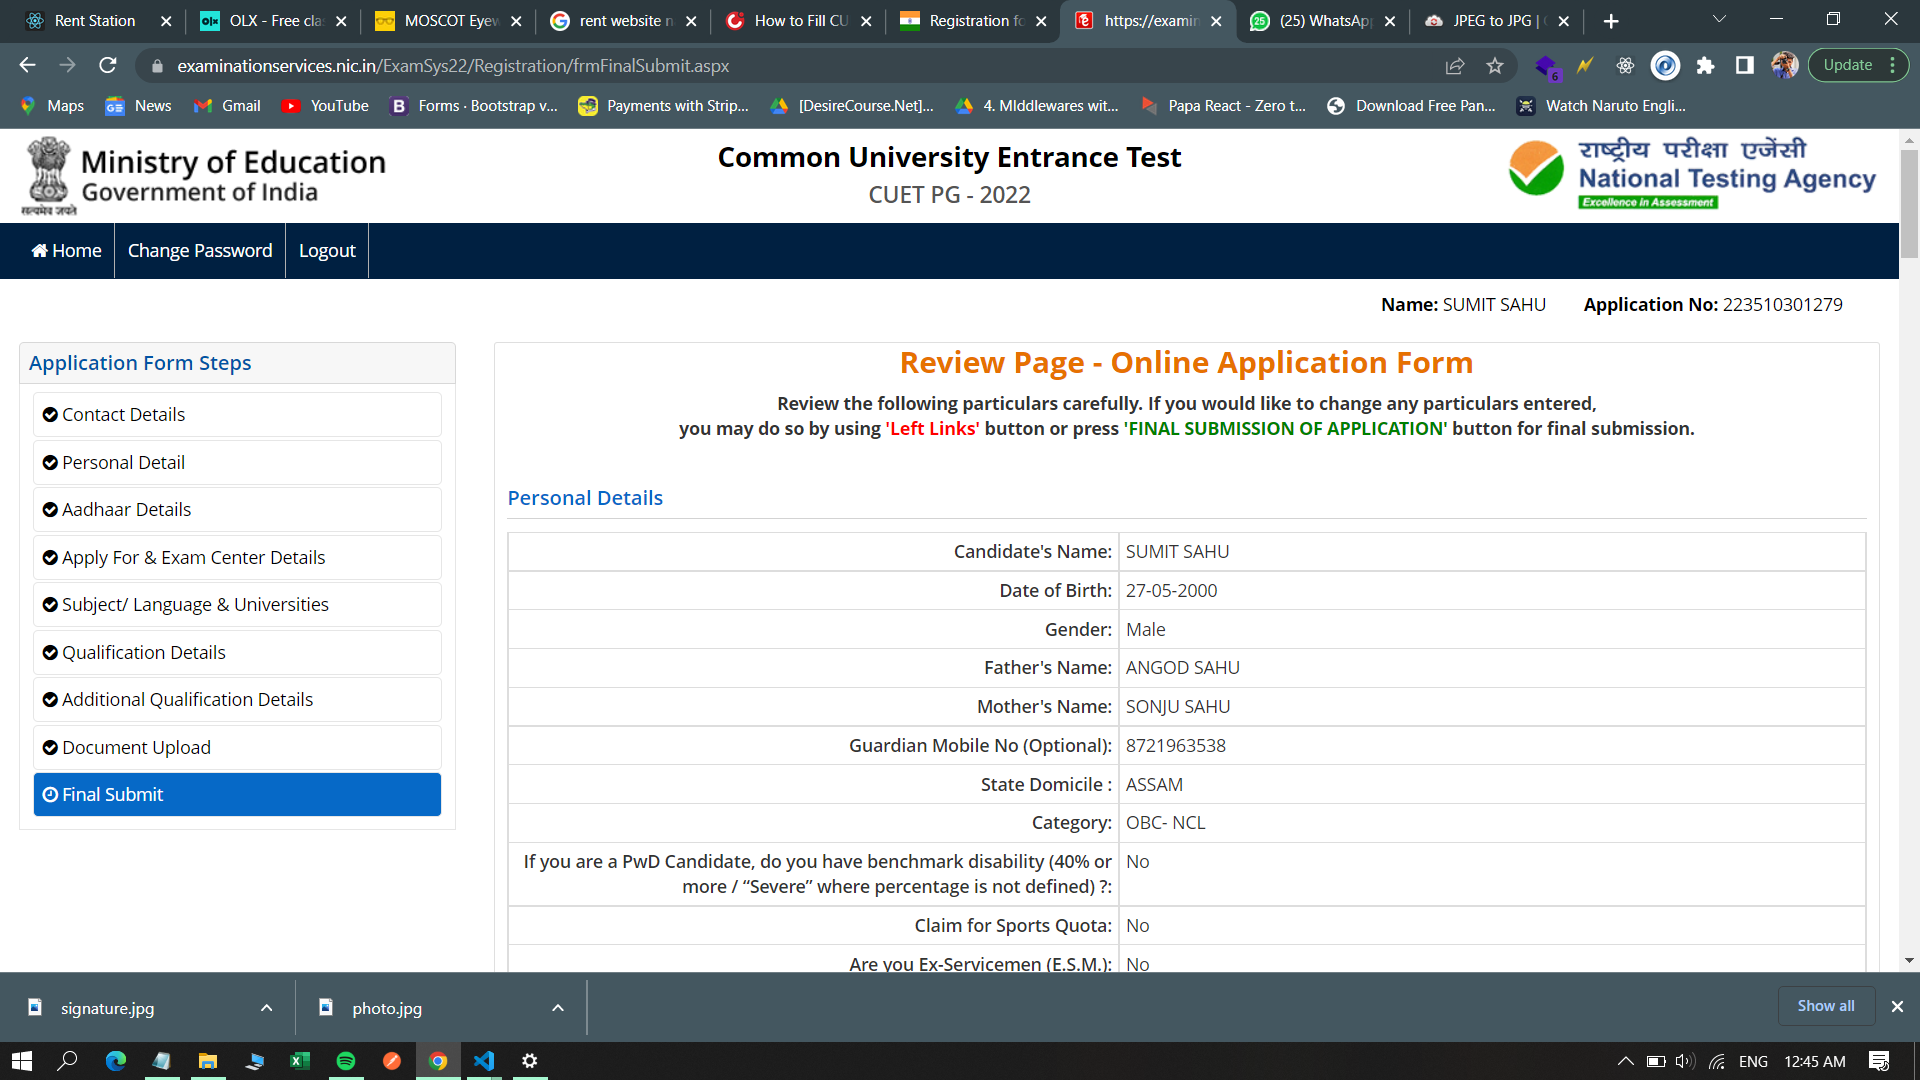 Rent Station
OLX - Free cla
MOSCOT Eyew
rent website n
How to Fill CU
Registration fo
https://examin
(25) WhatsApp
JPEG to JPG |
examinationservices.nic.in/ExamSys22/Registration/frmFinalSubmit.aspx
6
Update
Maps
News
Gmail
YouTube
Forms · Bootstrap v...
Payments with Strip...
[DesireCourse.Net]...
4. MIddlewares wit...
Papa React - Zero t...
Download Free Pan...
Watch Naruto Engli...
सत्यमेव जयते
Ministry of Education
Government of India
Common University Entrance Test
CUET PG - 2022
राष्ट्रीय परीक्षा एजेंसी
National Testing Agency
Excellence in Assessment
Home
Change Password
Logout
Name: SUMIT SAHU
Application No: 223510301279
Application Form Steps
Contact Details
Personal Detail
Aadhaar Details
Apply For & Exam Center Details
Subject/ Language & Universities
Qualification Details
Additional Qualification Details
Document Upload
Final Submit
Review Page - Online Application Form
Review the following particulars carefully. If you would like to change any particulars entered,
you may do so by using 'Left Links' button or press 'FINAL SUBMISSION OF APPLICATION' button for final submission.
Personal Details
Candidate's Name: SUMIT SAHU
Date of Birth: 27-05-2000
Gender: Male
Father's Name: ANGOD SAHU
Mother's Name: SONJU SAHU
Guardian Mobile No (Optional): 8721963538
State Domicile : ASSAM
Category: OBC- NCL
If you are a PwD Candidate, do you have benchmark disability (40% or No
more / “Severe” where percentage is not defined) ?:
Claim for Sports Quota: No
Are you Ex-Servicemen (E.S.M.): No
signature.jpg
photo.jpg
Show all
ENG
12:45 AM